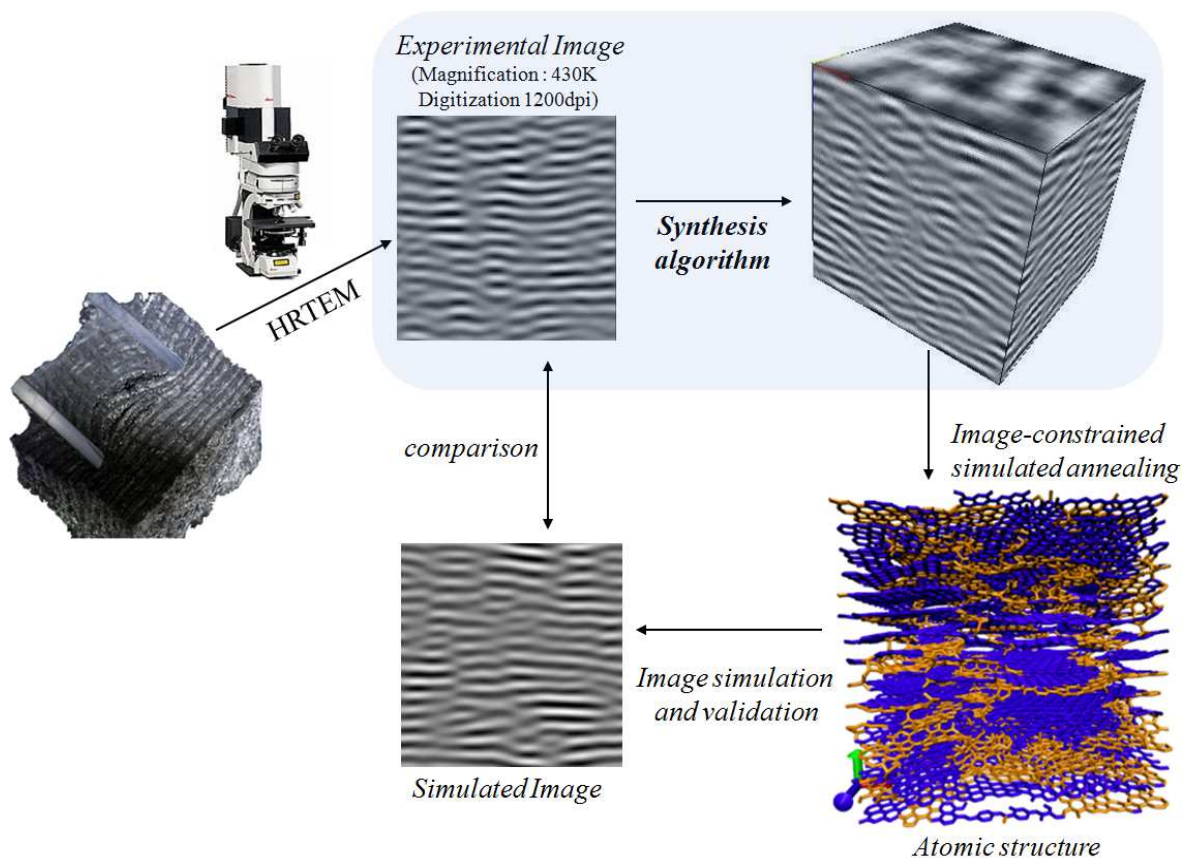 Experimental Image
(Magnification : 430K
Digitization 1200dpi)
HRTEM
Synthesis
algorithm
comparison
Image-constrained
simulated annealing
Image simulation
and validation
Simulated Image
Atomic structure